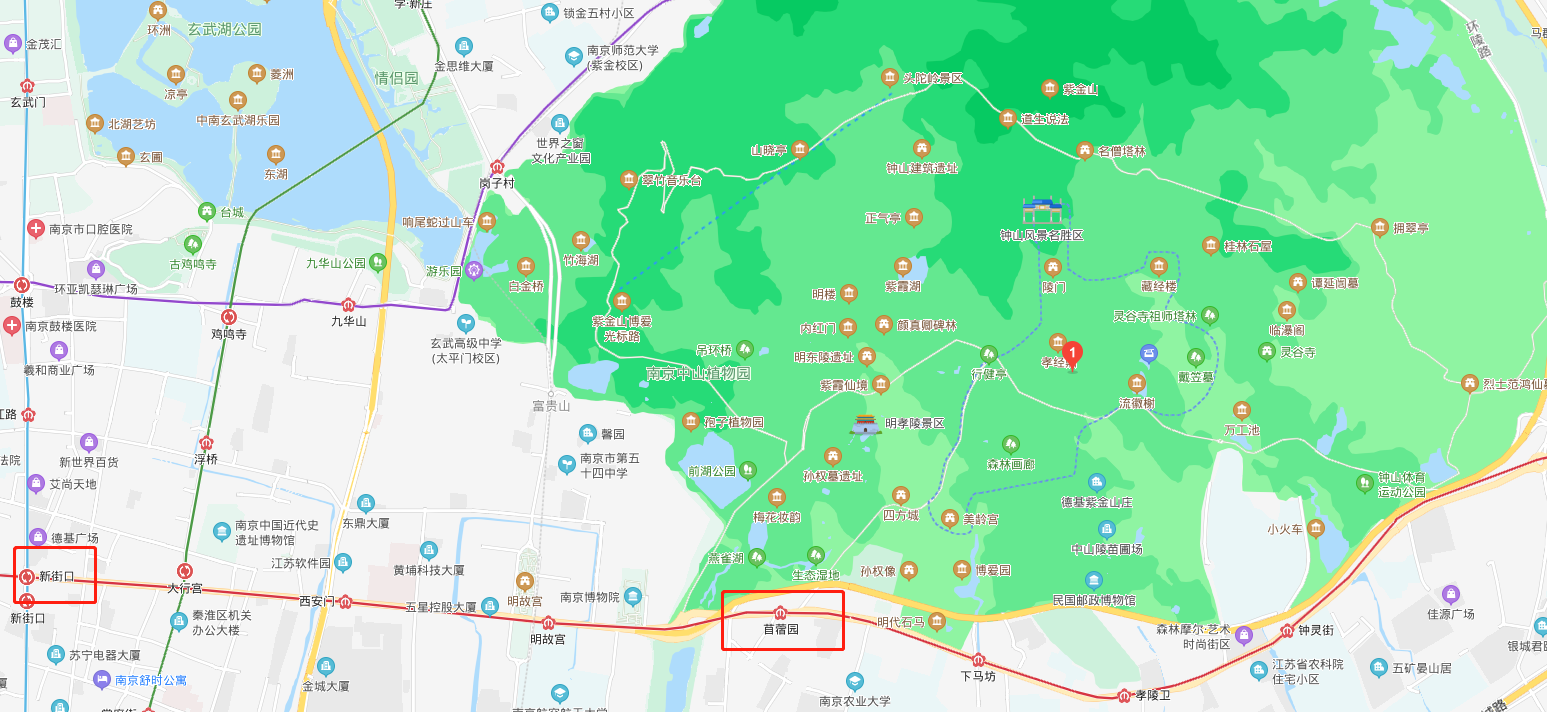 学·新庄
环洲
玄武湖公园
锁金五村小区
金茂汇
菱洲
情侣园
金思维大厦
南京师范大学
(紫金校区)
环陵路
凉亭
中南玄武湖乐园
玄武门
北湖艺坊
玄圃
东湖
世界之窗
文化产业园
头陀岭景区
紫金山
道生说法
山晓亭
钟山建筑遗址
名僧塔林
岗子村
翠竹音乐台
台城
响尾蛇过山车
正气亭
钟山风景名胜区
拥翠亭
南京市口腔医院
古鸡鸣寺
九华山公园
游乐园
竹海湖
白金桥
紫霞湖
陵门
藏经楼
桂林石屋
谭延闿墓
环亚凯瑟琳广场
鼓楼
鸡鸣寺
九华山
明楼
紫金山博爱
光标路
南京鼓楼医院
玄武高级中学
(太平门校区)
内红门
颜真卿碑林
灵谷寺祖师塔林
临瀑阁
羲和商业广场
吊环桥
南京中山植物园
明东陵遗址
紫霞仙境
行健亭
1
戴笠墓
灵谷寺
流徽榭
烈士范鸿仙墓
富贵山
孢子植物园
明孝陵景区
万工池
浮桥
馨园
新世界百货
南京市第五
十四中学
前湖公园
孙权墓遗址
森林画廊
艾尚天地
钟山体育
运动公园
德基紫金山庄
梅花妆韵
四方城
美龄宫
东鼎大厦
南京中国近代史
遗址博物馆
德基广场
中山陵苗圃场
小火车
江苏软件园
黄埔科技大厦
燕雀湖
生态湿地
孙权像
博爱园
新街口
大行宫
西安门
五星控股大厦
明故宫
南京博物院
民国邮政博物馆
佳源广场
新街口
秦淮区机关
办公大楼
明故宫
苜蓿园
明代石马
森林摩尔·艺术
时尚街区
钟灵街
苏宁电器大厦
南京舒时公寓
金城大厦
下马坊
江苏省农科院
住宅小区
五矿晏山居
银城君
南京农业大学
孝陵卫